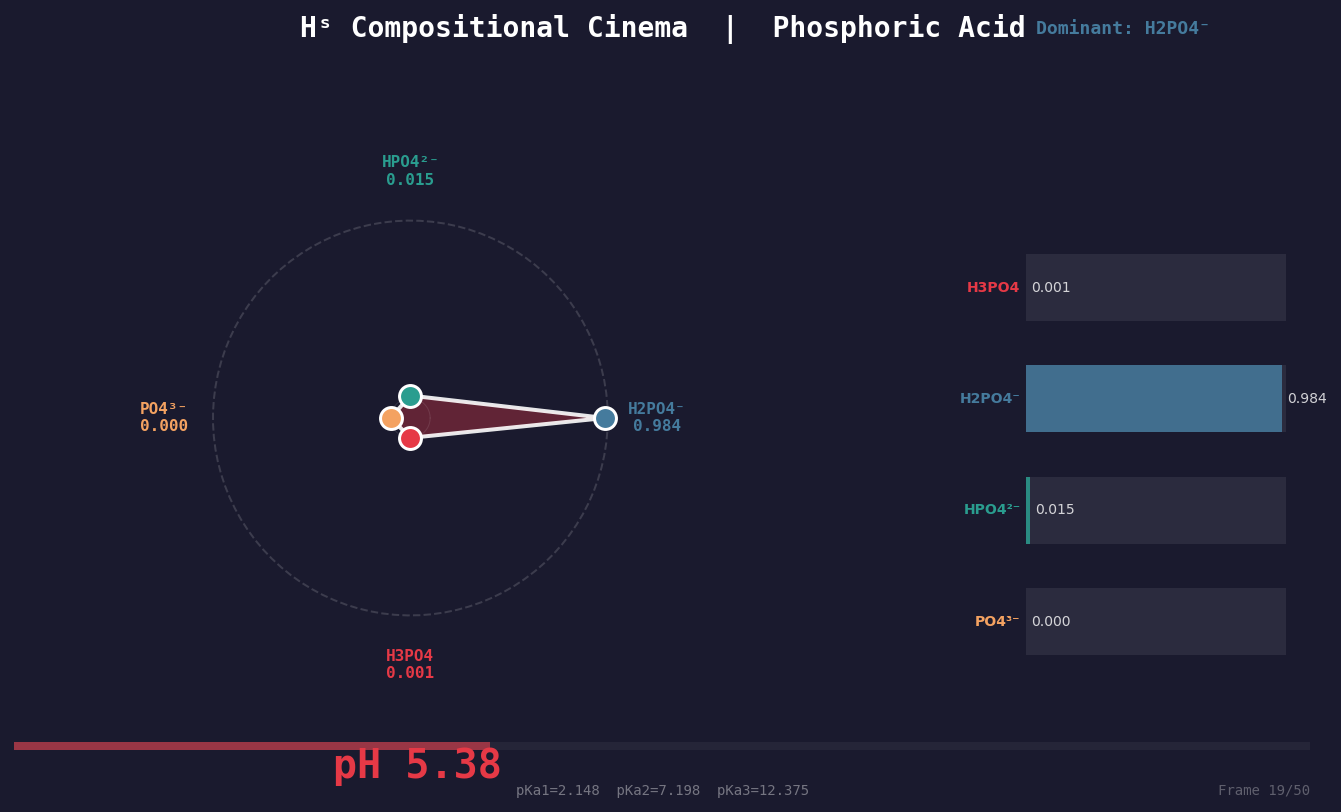 Hˢ Compositional Cinema | Phosphoric Acid
Dominant: H2PO4⁻
HPO4²⁻
0.015
PO4³⁻
0.000
H2PO4⁻
0.984
H3PO4
0.001
H3PO4 0.001
H2PO4⁻ 0.984
HPO4²⁻ 0.015
PO4³⁻ 0.000
pH 5.38
pKa1=2.148 pKa2=7.198 pKa3=12.375
Frame 19/50